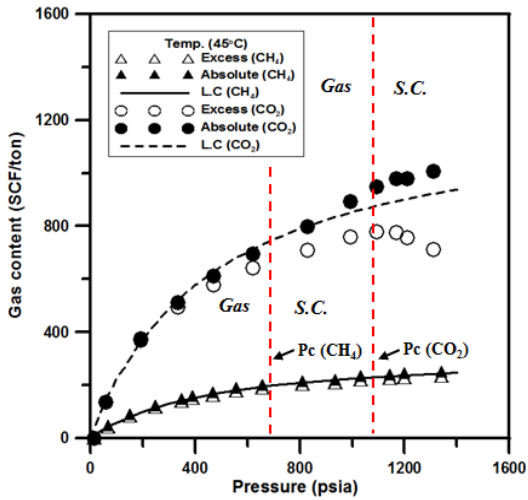 1600
1200
800
400
0
Gas content (SCF/ton)
Temp. (45°C)
Excess (CH₄)
Absolute (CH₄)
L.C (CH₄)
Excess (CO₂)
Absolute (CO₂)
L.C (CO₂)
Gas
S.C.
Gas
S.C.
Pc (CH₄)
Pc (CO₂)
0
400
800
1200
1600
Pressure (psia)